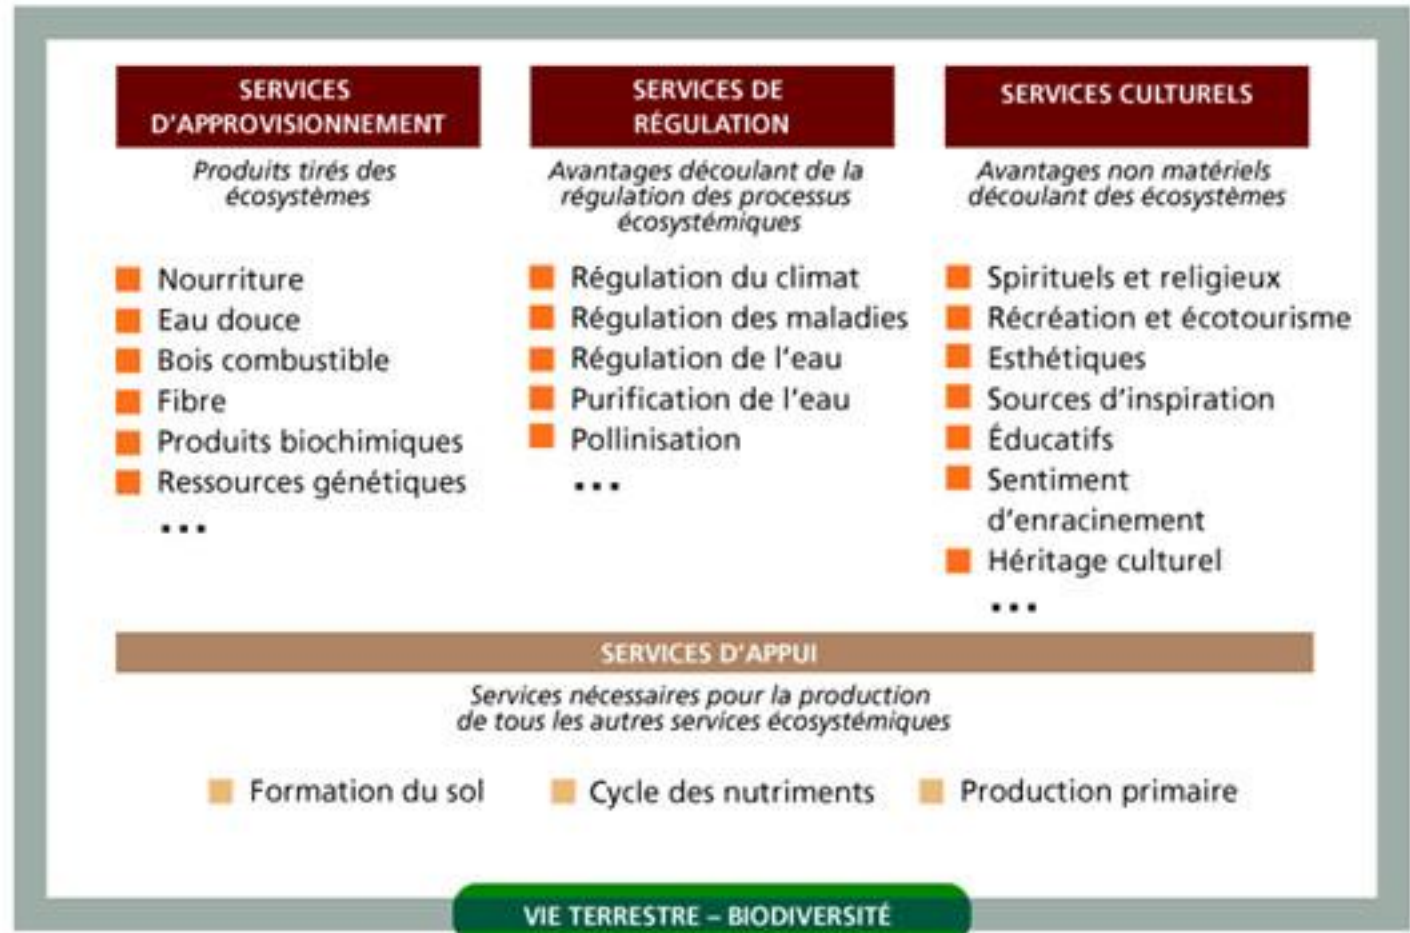 SERVICES
D'APPROVISIONNEMENT
Produits tirés des
écosystèmes
Nourriture
Eau douce
Bois combustible
Fibre
Produits biochimiques
Ressources génétiques
...
SERVICES DE
RÉGULATION
Avantages découlant de la
régulation des processus
écosystémiques
Régulation du climat
Régulation des maladies
Régulation de l'eau
Purification de l'eau
Pollinisation
...
SERVICES CULTURELS
Avantages non matériels
découlant des écosystèmes
Spirituels et religieux
Récréation et écotourisme
Esthétiques
Sources d'inspiration
Éducatifs
Sentiment
d'enracinement
Héritage culturel
...
SERVICES D'APPUI
Services nécessaires pour la production
de tous les autres services écosystémiques
Formation du sol
Cycle des nutriments
Production primaire
VIE TERRESTRE – BIODIVERSITÉ